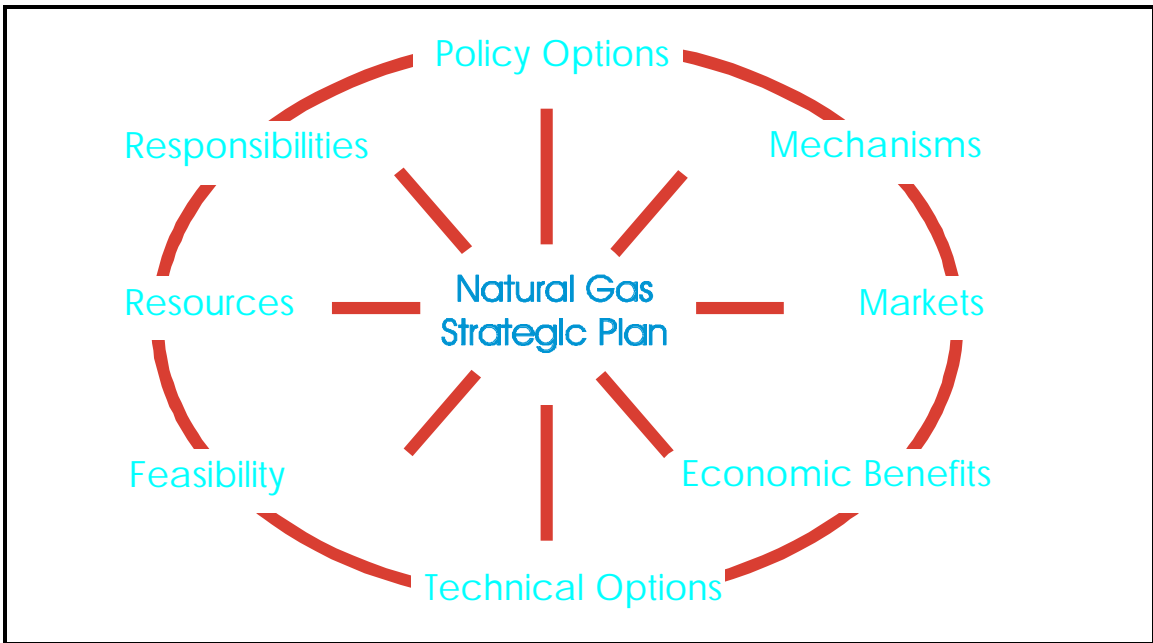 Policy Options
Responsibilities
Mechanisms
Natural Gas
Strategic Plan
Resources
Markets
Feasibility
Economic Benefits
Technical Options